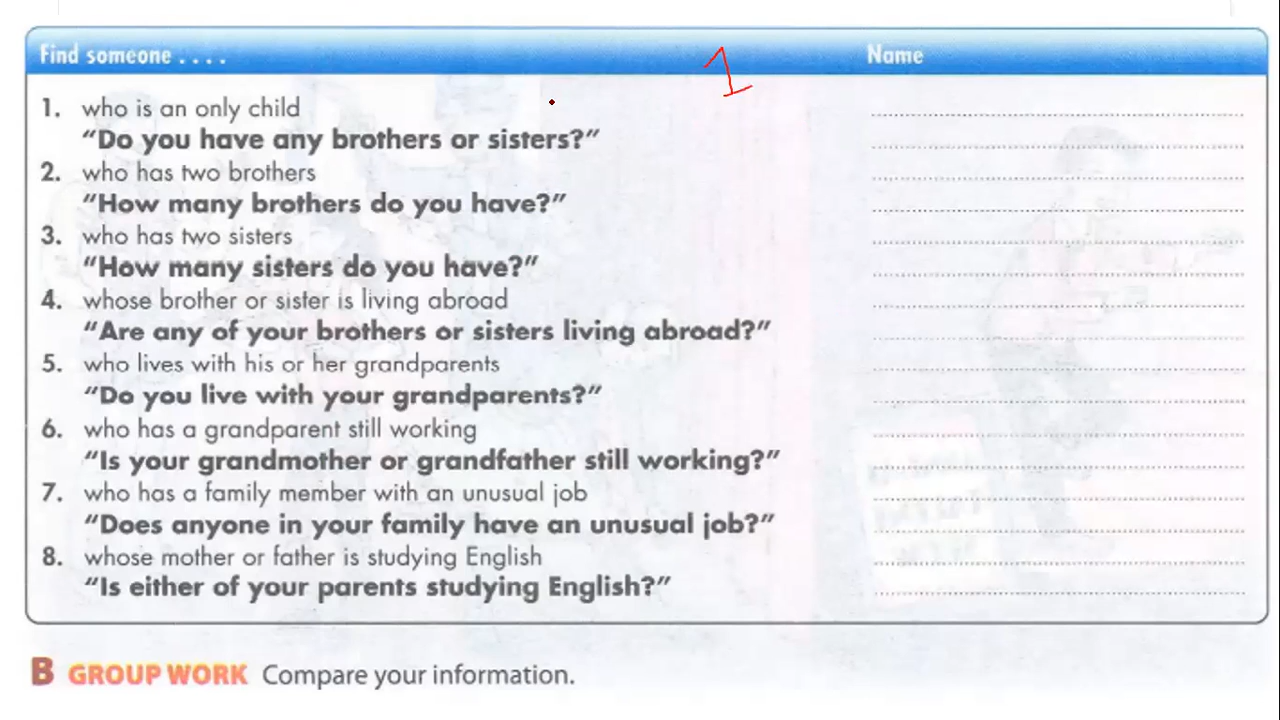 Find someone . . . . Name
1
1. who is an only child
“Do you have any brothers or sisters?”
2. who has two brothers
“How many brothers do you have?”
3. who has two sisters
“How many sisters do you have?”
4. whose brother or sister is living abroad
“Are any of your brothers or sisters living abroad?”
5. who lives with his or her grandparents
“Do you live with your grandparents?”
6. who has a grandparent still working
“Is your grandmother or grandfather still working?”
7. who has a family member with an unusual job
“Does anyone in your family have an unusual job?”
8. whose mother or father is studying English
“Is either of your parents studying English?”
B GROUP WORK Compare your information.